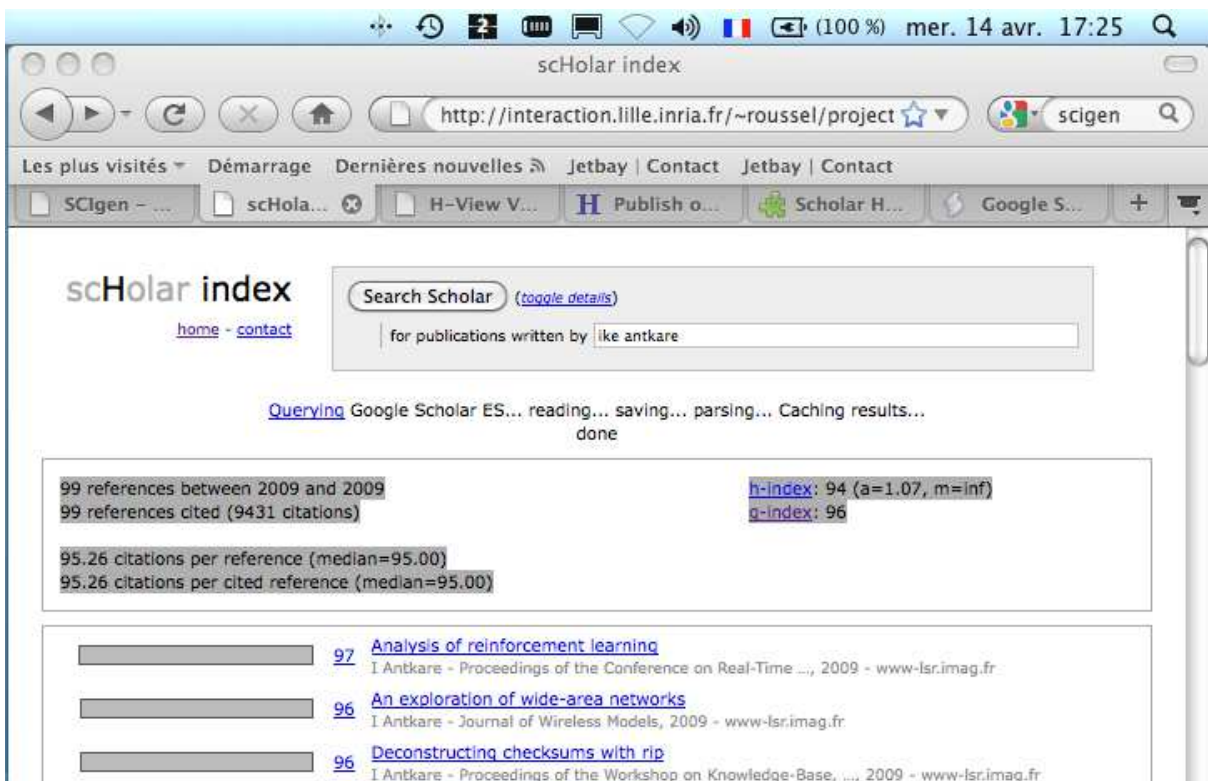 2 (100 %) mer. 14 avr. 17:25
scHolar index
http://interaction.lille.inria.fr/~roussel/project scigen
Les plus visités Démarrage Dernières nouvelles Jetbay | Contact Jetbay | Contact
SCIgen – ... scHola... H-View V... H Publish o... Scholar H... Google S... +
scHolar index
home - contact
Search Scholar (toggle details)
for publications written by ike antkare
Querying Google Scholar ES... reading... saving... parsing... Caching results...
done
99 references between 2009 and 2009
99 references cited (9431 citations)
95.26 citations per reference (median=95.00)
95.26 citations per cited reference (median=95.00)
h-index: 94 (a=1.07, m=inf)
g-index: 96
97 Analysis of reinforcement learning
I Antkare - Proceedings of the Conference on Real-Time ..., 2009 - www-lsr.imag.fr
96 An exploration of wide-area networks
I Antkare - Journal of Wireless Models, 2009 - www-lsr.imag.fr
96 Deconstructing checksums with rip
I Antkare - Proceedings of the Workshop on Knowledge-Base, ..., 2009 - www-lsr.imag.fr